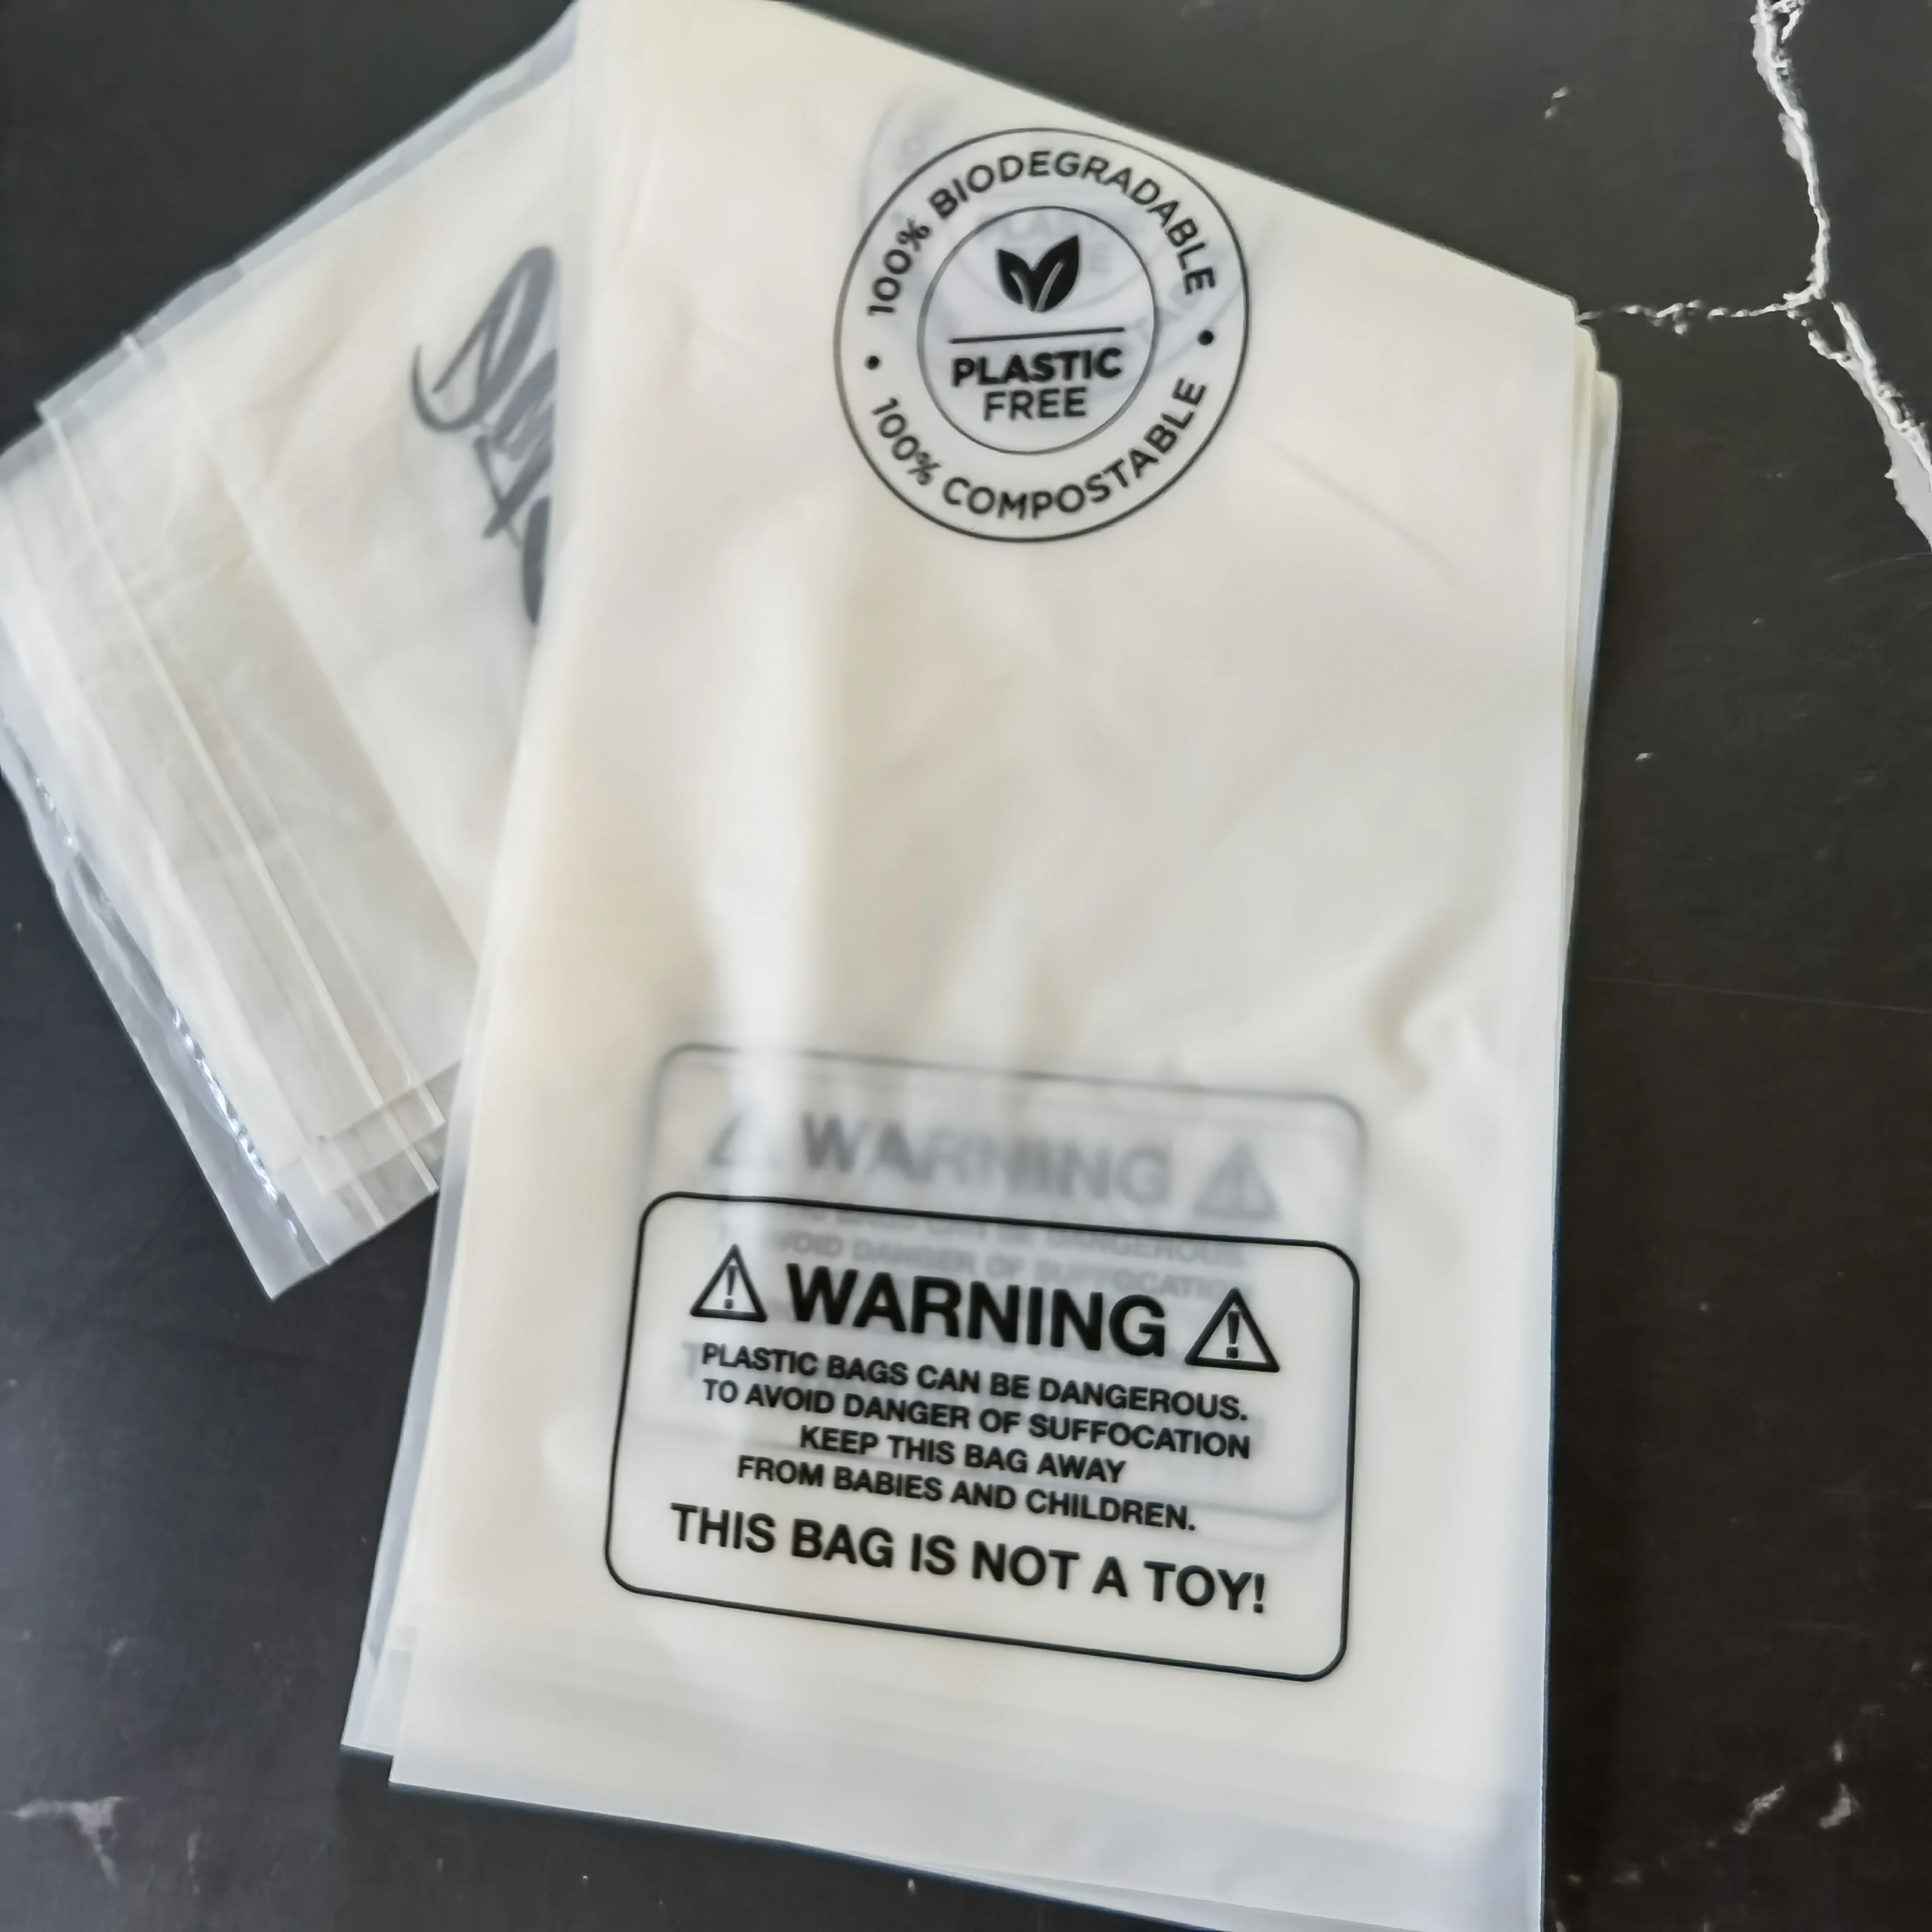 100% BIODEGRADABLE
PLASTIC
FREE
100% COMPOSTABLE
WARNING
WARNING
PLASTIC BAGS CAN BE DANGEROUS.
TO AVOID DANGER OF SUFFOCATION
KEEP THIS BAG AWAY
FROM BABIES AND CHILDREN.
THIS BAG IS NOT A TOY!